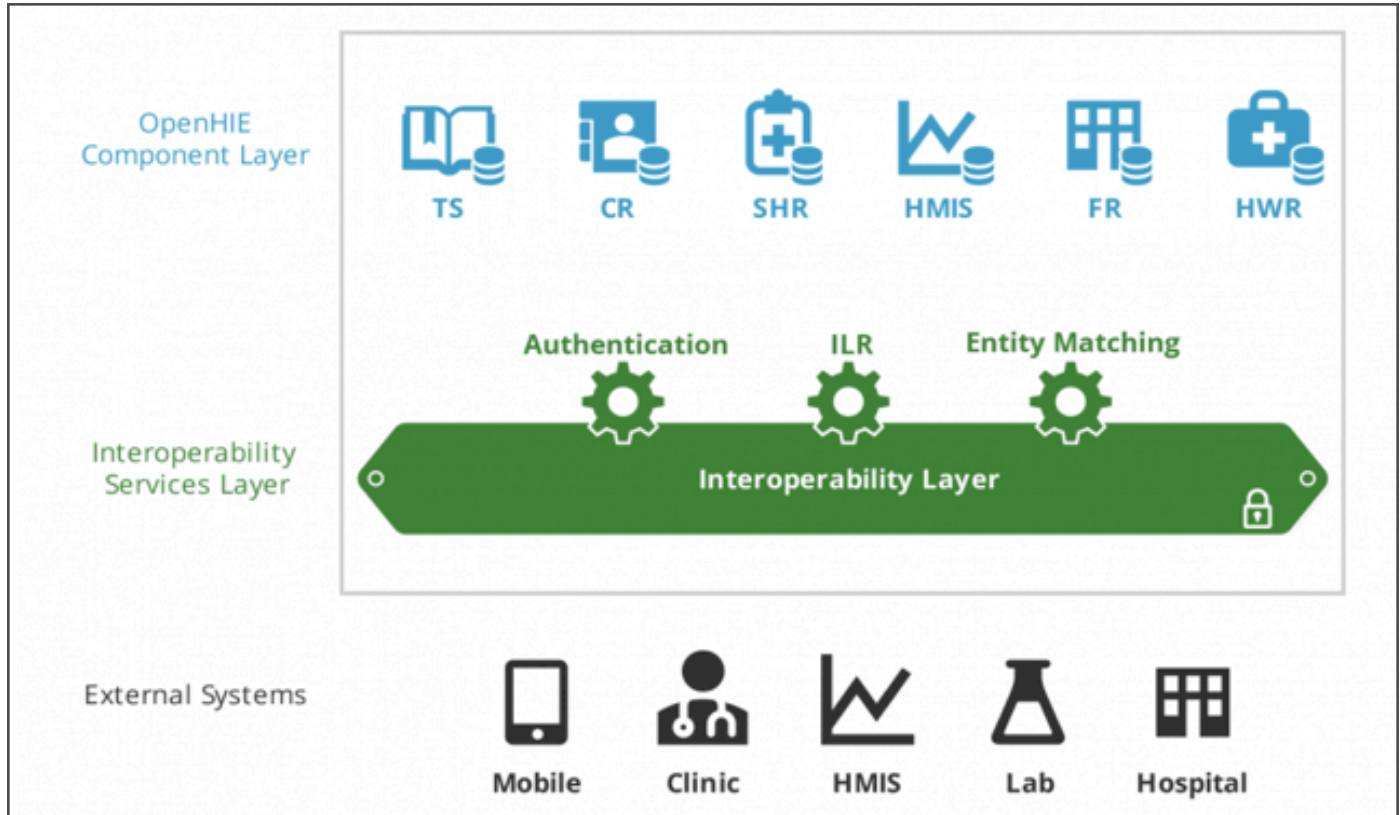 OpenHIE
Component Layer
TS
CR
SHR
HMIS
FR
HWR
Authentication
ILR
Entity Matching
Interoperability
Services Layer
Interoperability Layer
External Systems
Mobile
Clinic
HMIS
Lab
Hospital